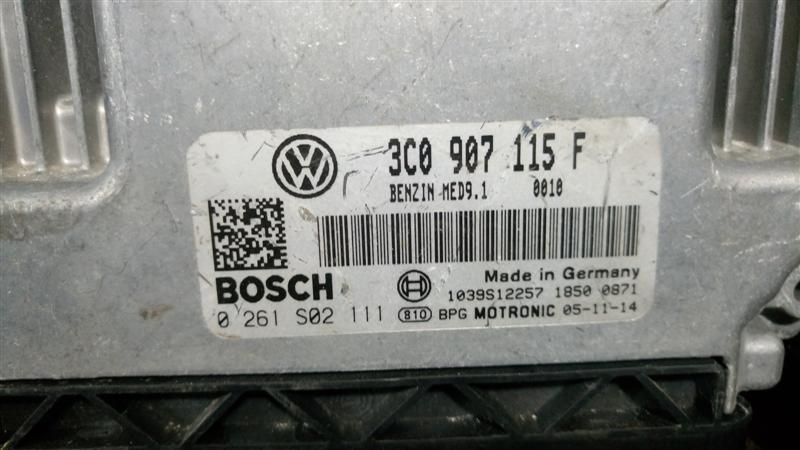 3C0 907 115 F
BENZIN MED9.1 0010
BOSCH
Made in Germany
1039S12257 1850 0871
0 261 S02 111 810 BPG MOTRONIC 05-11-14